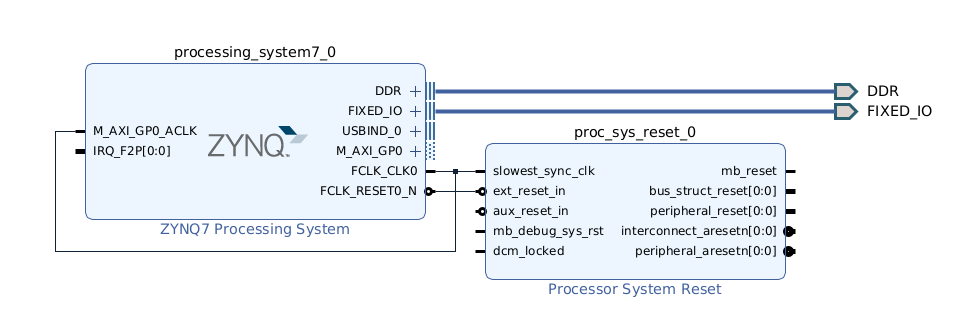 processing_system7_0
DDR
FIXED_IO
USBIND_0
M_AXI_GP0_ACLK
IRQ_F2P[0:0]
ZYNQ
M_AXI_GP0
FCLK_CLK0
FCLK_RESET0_N
ZYNQ7 Processing System
DDR
FIXED_IO
proc_sys_reset_0
slowest_sync_clk
ext_reset_in
aux_reset_in
mb_debug_sys_rst
dcm_locked
mb_reset
bus_struct_reset[0:0]
peripheral_reset[0:0]
interconnect_aresetn[0:0]
peripheral_aresetn[0:0]
Processor System Reset